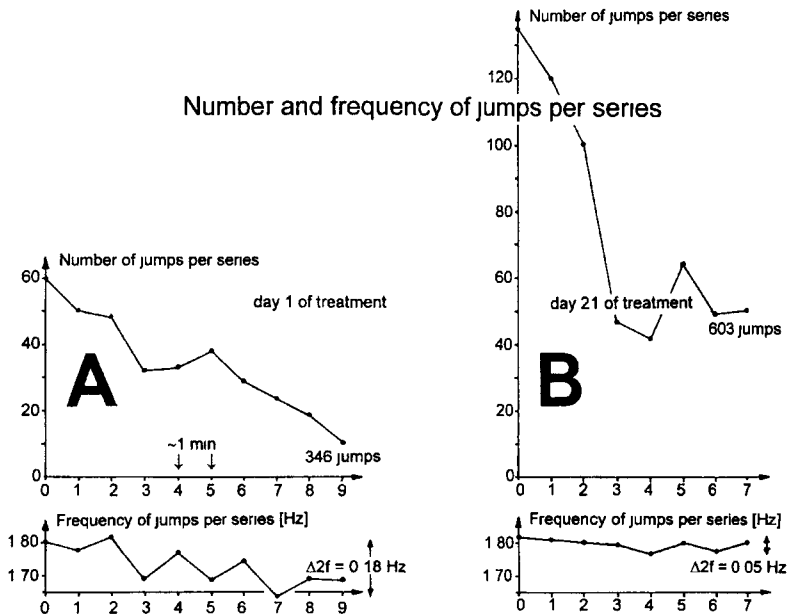 Number of jumps per series
120
Number and frequency of jumps per series
100
80
Number of jumps per series
60
day 1 of treatment
60
day 21 of treatment
603 jumps
40
A
40
B
20
~1 min
20
346 jumps
0
0
0 1 2 3 4 5 6 7 8 9
0 1 2 3 4 5 6 7
Frequency of jumps per series [Hz]
1 80
Δ2f = 0 18 Hz
1 70
0 1 2 3 4 5 6 7 8 9
Frequency of jumps per series [Hz]
1 80
Δ2f = 0 05 Hz
1 70
0 1 2 3 4 5 6 7